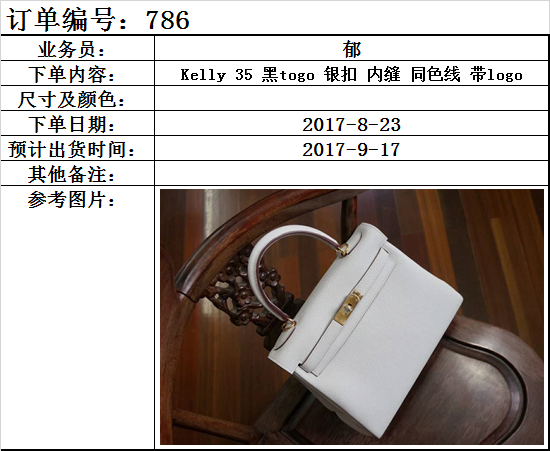 订单编号：786
业务员： 郁
下单内容： Kelly 35 黑togo 银扣 内缝 同色线 带logo
尺寸及颜色：
下单日期： 2017-8-23
预计出货时间： 2017-9-17
其他备注：
参考图片：